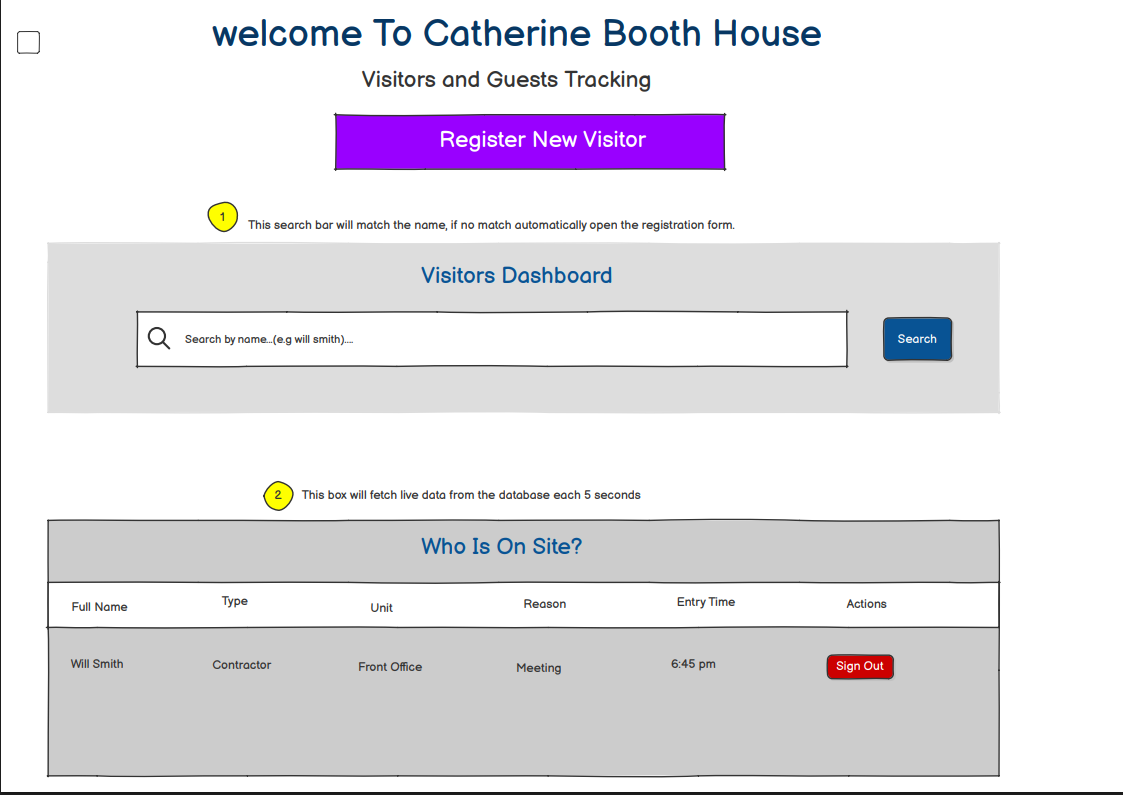 welcome To Catherine Booth House
Visitors and Guests Tracking
Register New Visitor
1
This search bar will match the name, if no match automatically open the registration form.
Visitors Dashboard
Search by name...(e.g will smith)....
Search
2
This box will fetch live data from the database each 5 seconds
Who Is On Site?
Full Name Type Unit Reason Entry Time Actions
Will Smith Contractor Front Office Meeting 6:45 pm Sign Out